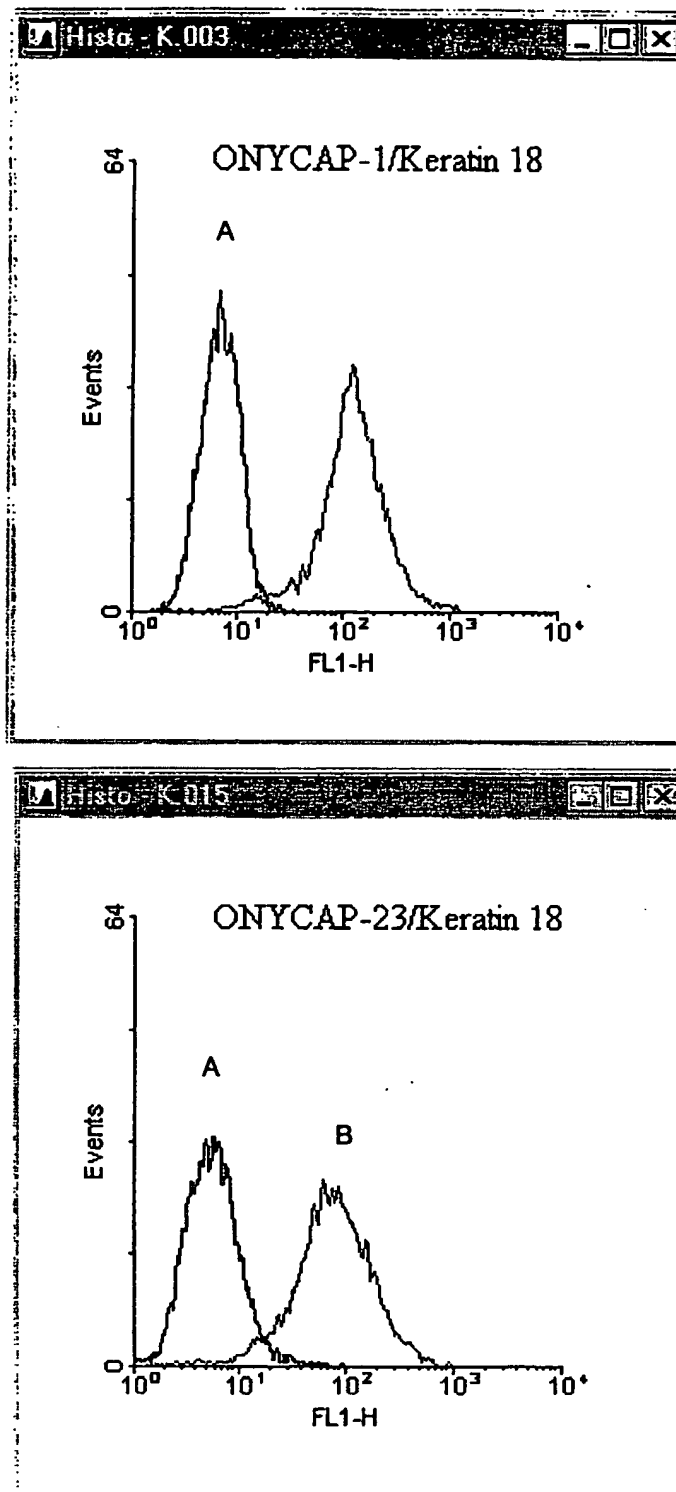 Histo - K.003
ONYCAP-1/Keratin 18
64
A
Events
0
10⁰ 10¹ 10² 10³ 10⁴
FL1-H
Histo - K.015
ONYCAP-23/Keratin 18
64
A
B
Events
0
10⁰ 10¹ 10² 10³ 10⁴
FL1-H